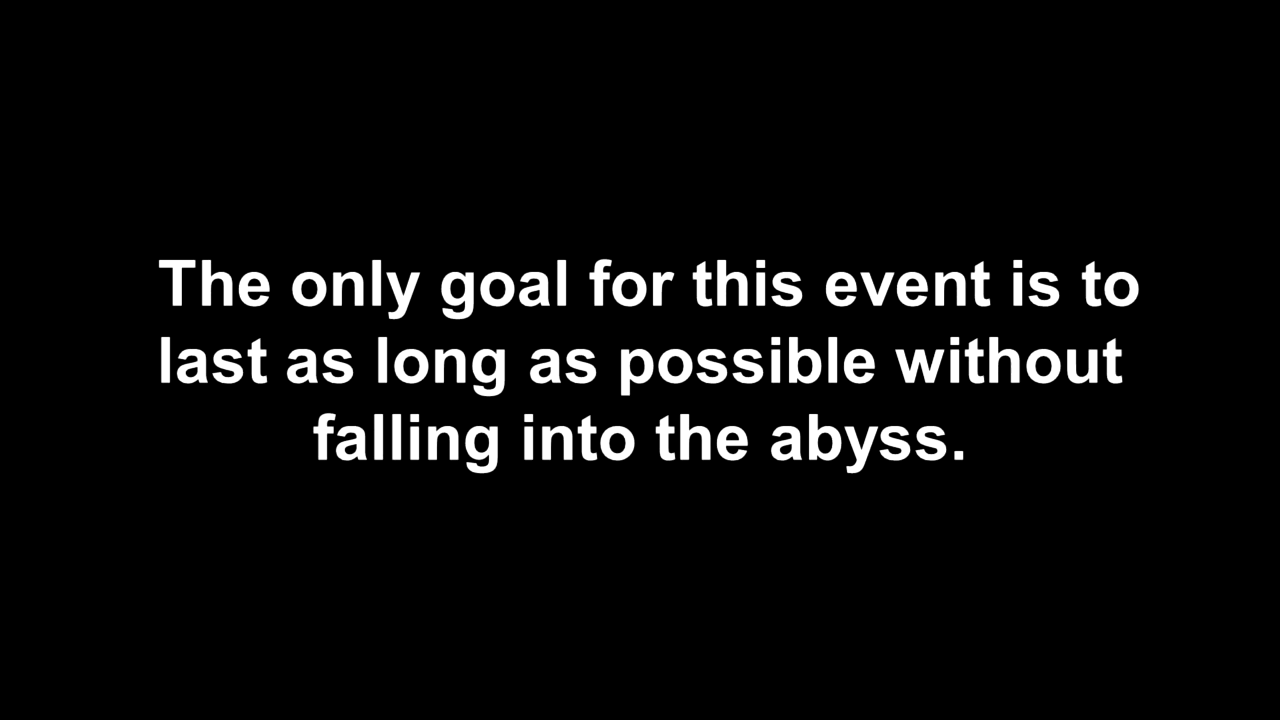 The only goal for this event is to
last as long as possible without
falling into the abyss.